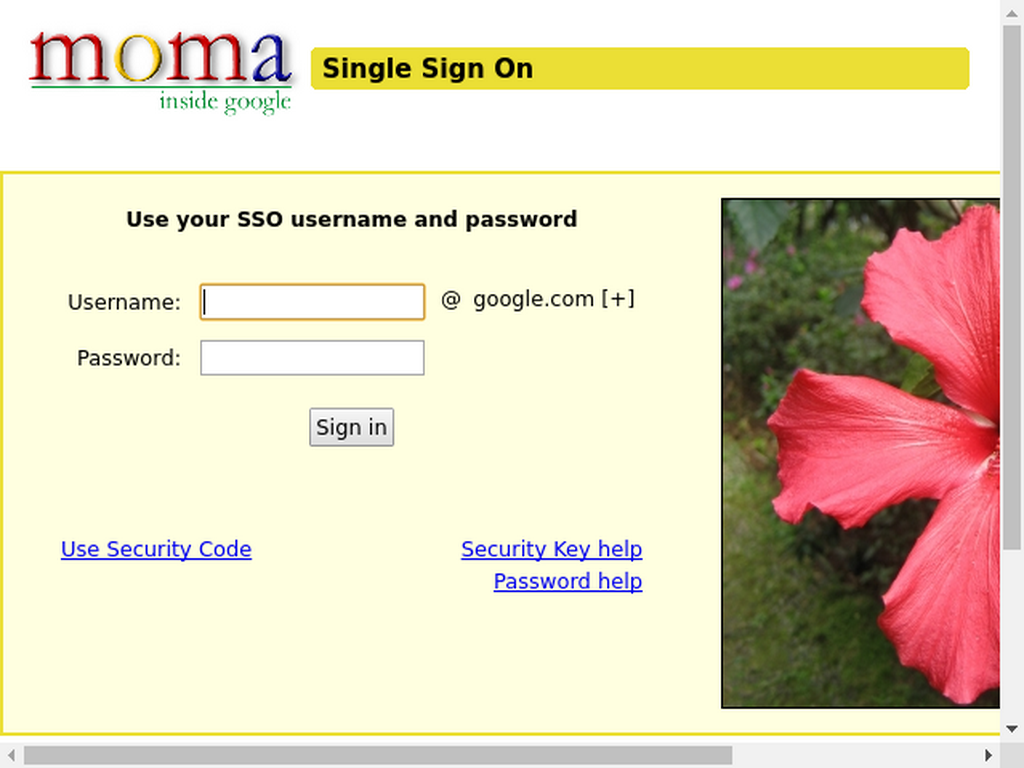 moma
inside google
Single Sign On
Use your SSO username and password
Username: @ google.com [+]
Password:
Sign in
Use Security Code Security Key help
Password help